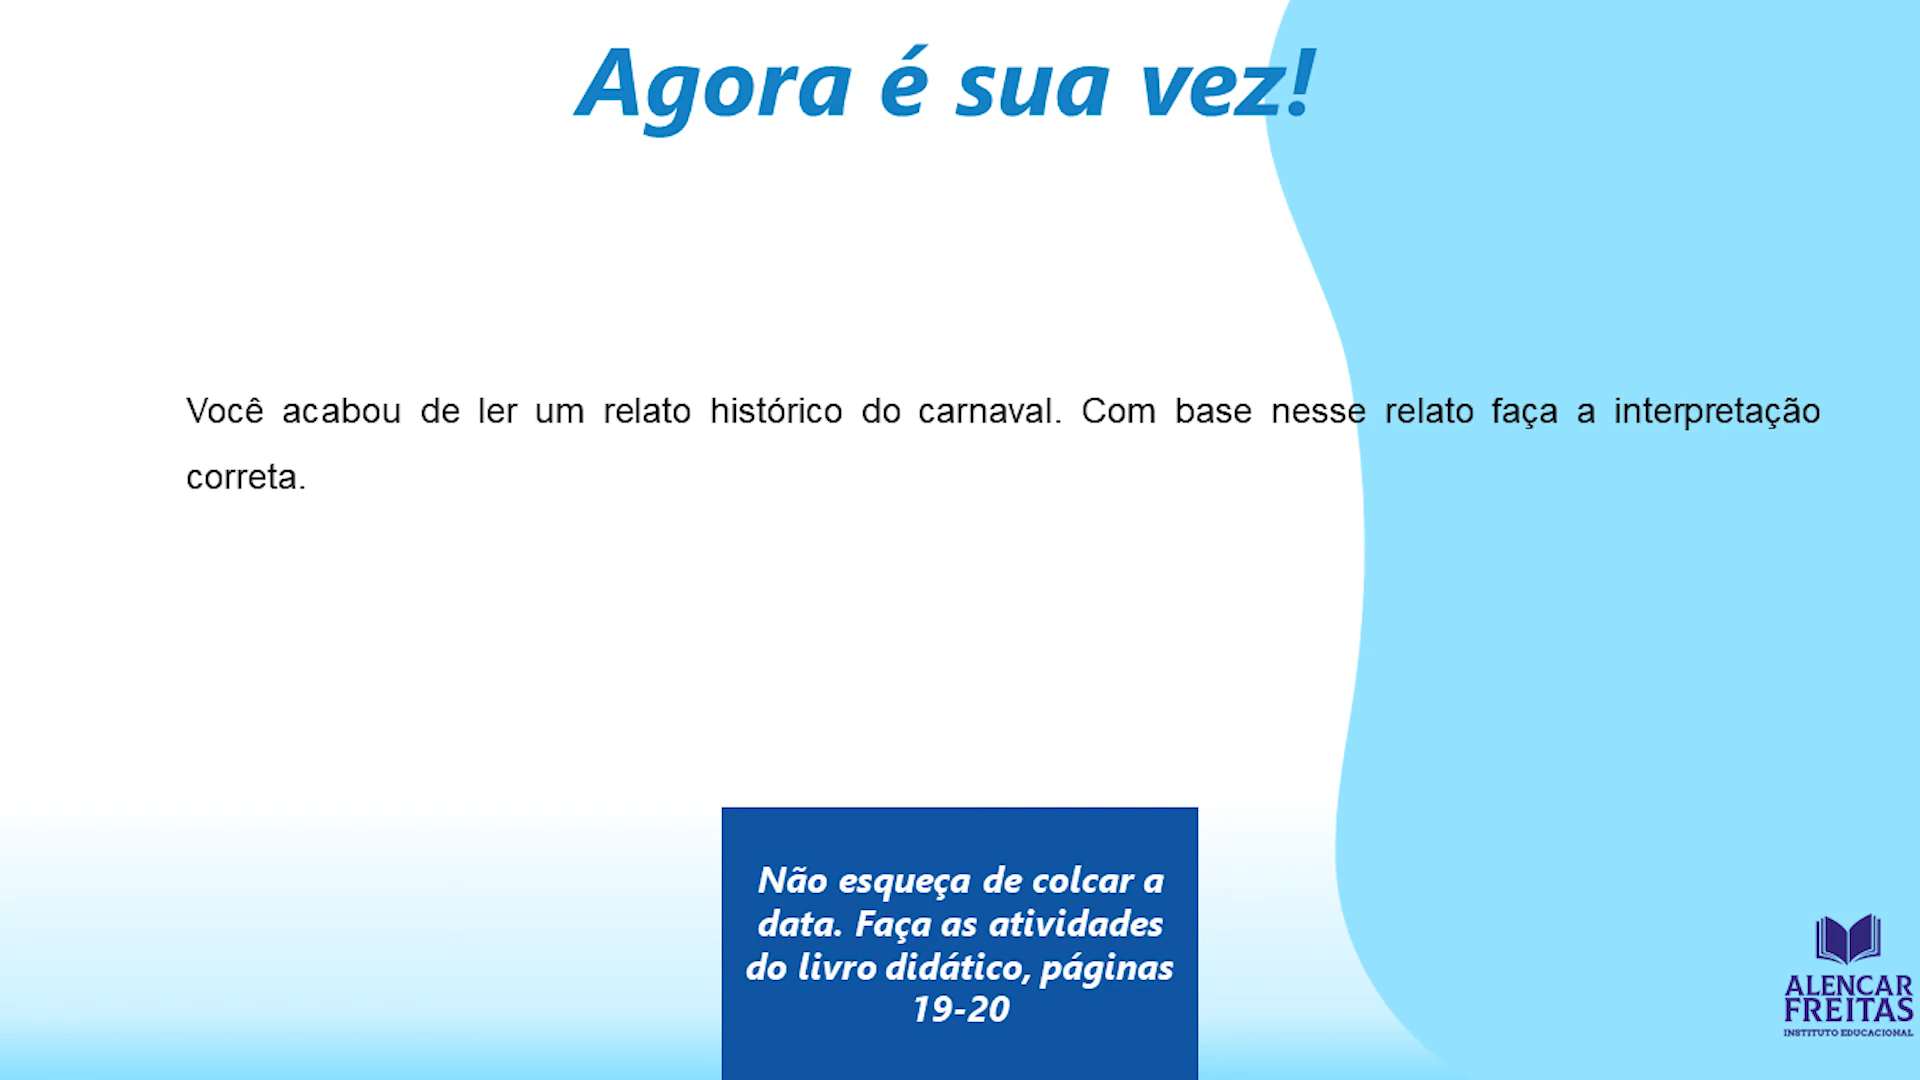 Agora é sua vez!
Você acabou de ler um relato histórico do carnaval. Com base nesse relato faça a interpretação
correta.
Não esqueça de colcar a
data. Faça as atividades
do livro didático, páginas
19-20
ALENCAR
FREITAS
INSTITUTO EDUCACIONAL